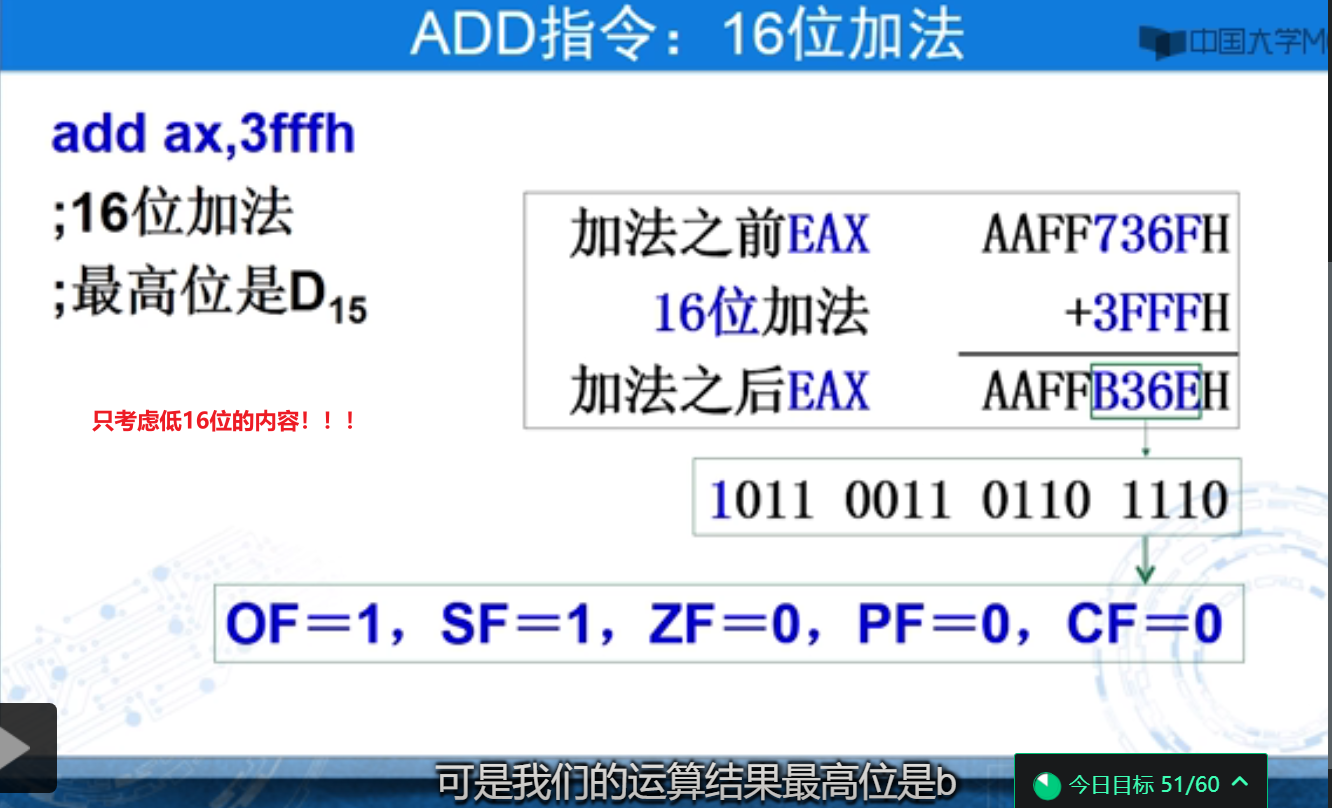 ADD指令：16位加法
中国大学M
add ax,3fffh
;16位加法
;最高位是D15
只考虑低16位的内容！！！
加法之前EAX AAFF736FH
16位加法 +3FFFH
加法之后EAX AAFFB36EH
1011 0011 0110 1110
OF＝1，SF＝1，ZF＝0，PF＝0，CF＝0
可是我们的运算结果最高位是b
今日目标 51/60